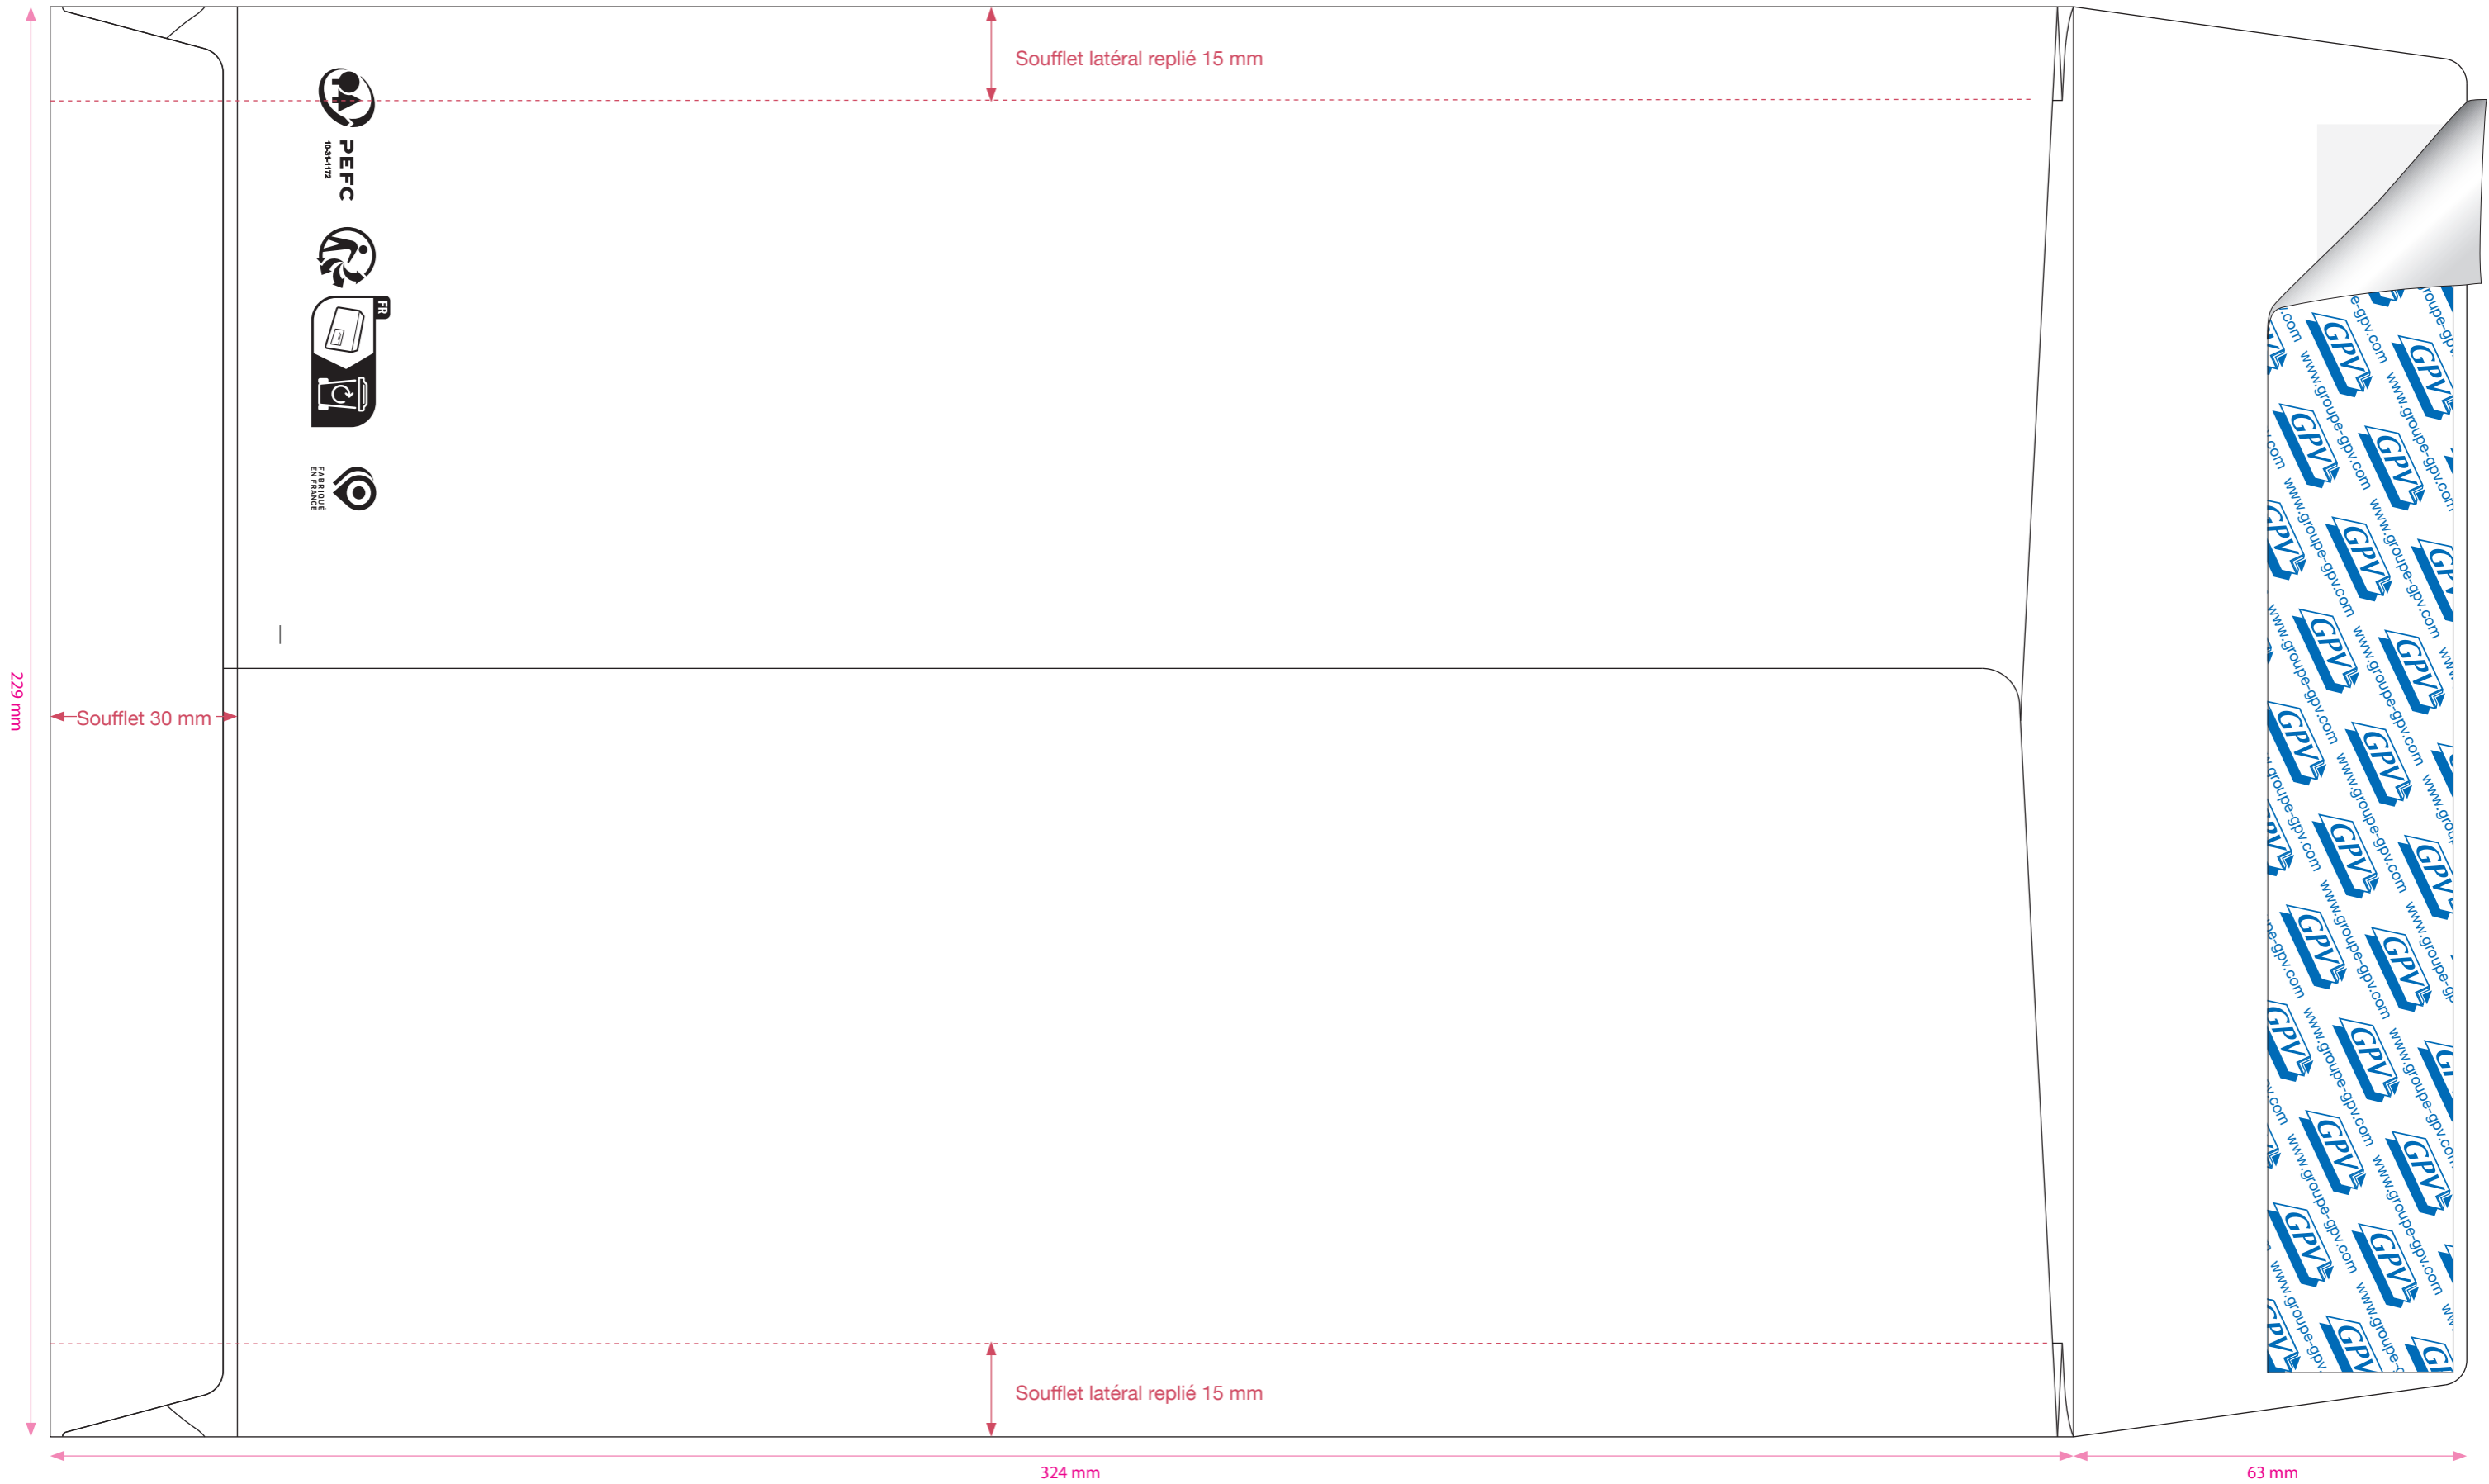 Soufflet latéral replié 15 mm
PEFC
10-31-1172
FR
FABRIQUÉ
EN FRANCE
229 mm
Soufflet 30 mm
Soufflet latéral replié 15 mm
324 mm
63 mm
GPV
www.groupe-gpv.com